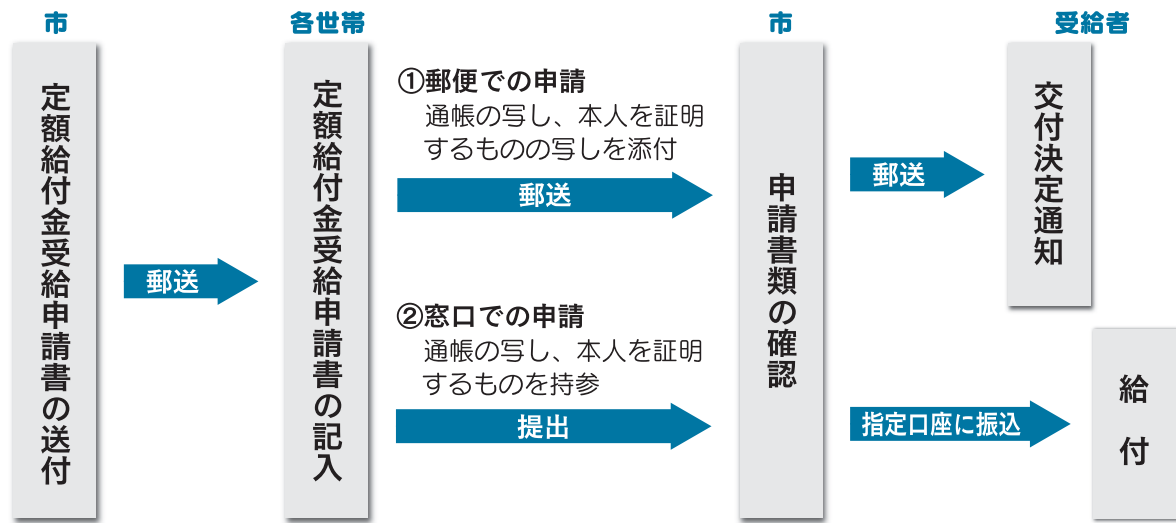 市
定額給付金受給申請書の送付
郵送
各世帯
定額給付金受給申請書の記入
①郵便での申請
通帳の写し、本人を証明
するものの写しを添付
郵送
②窓口での申請
通帳の写し、本人を証明
するものを持参
提出
市
申請書類の確認
郵送
指定口座に振込
受給者
交付決定通知
給付